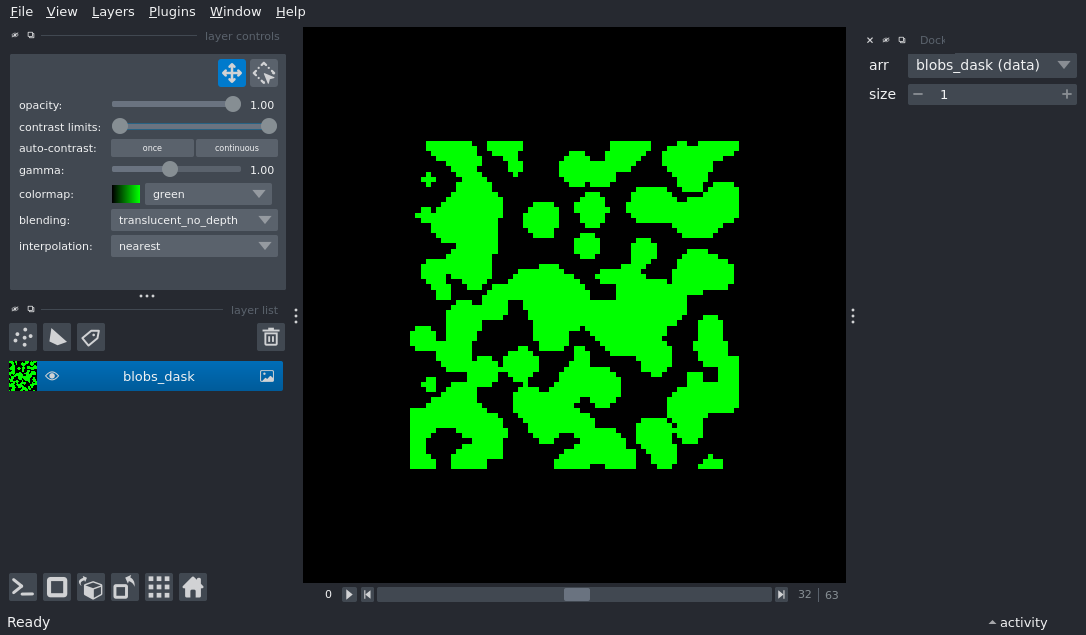 File View Layers Plugins Window Help
layer controls
opacity: 1.00
contrast limits:
auto-contrast: once continuous
gamma: 1.00
colormap: green
blending: translucent_no_depth
interpolation: nearest
layer list
blobs_dask
0 32 63
Dock
arr blobs_dask (data)
size 1
Ready
activity